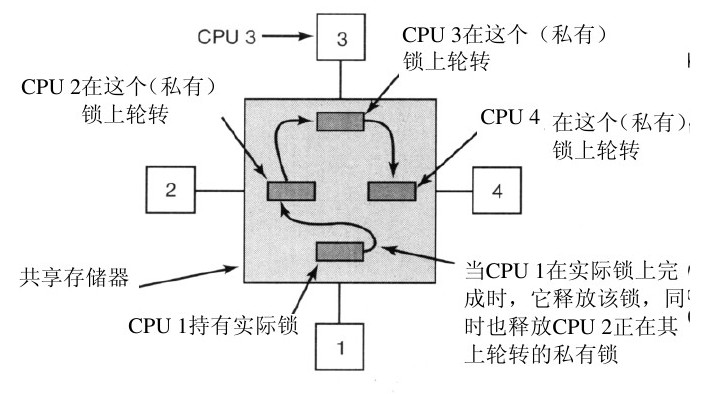 CPU 3
3
CPU 3在这个（私有）
锁上轮转
CPU 2在这个（私有）
锁上轮转
CPU 4 在这个（私有）
锁上轮转
2
4
共享存储器
当CPU 1在实际锁上完
成时，它释放该锁，同
时也释放CPU 2正在其
上轮转的私有锁
CPU 1持有实际锁
1